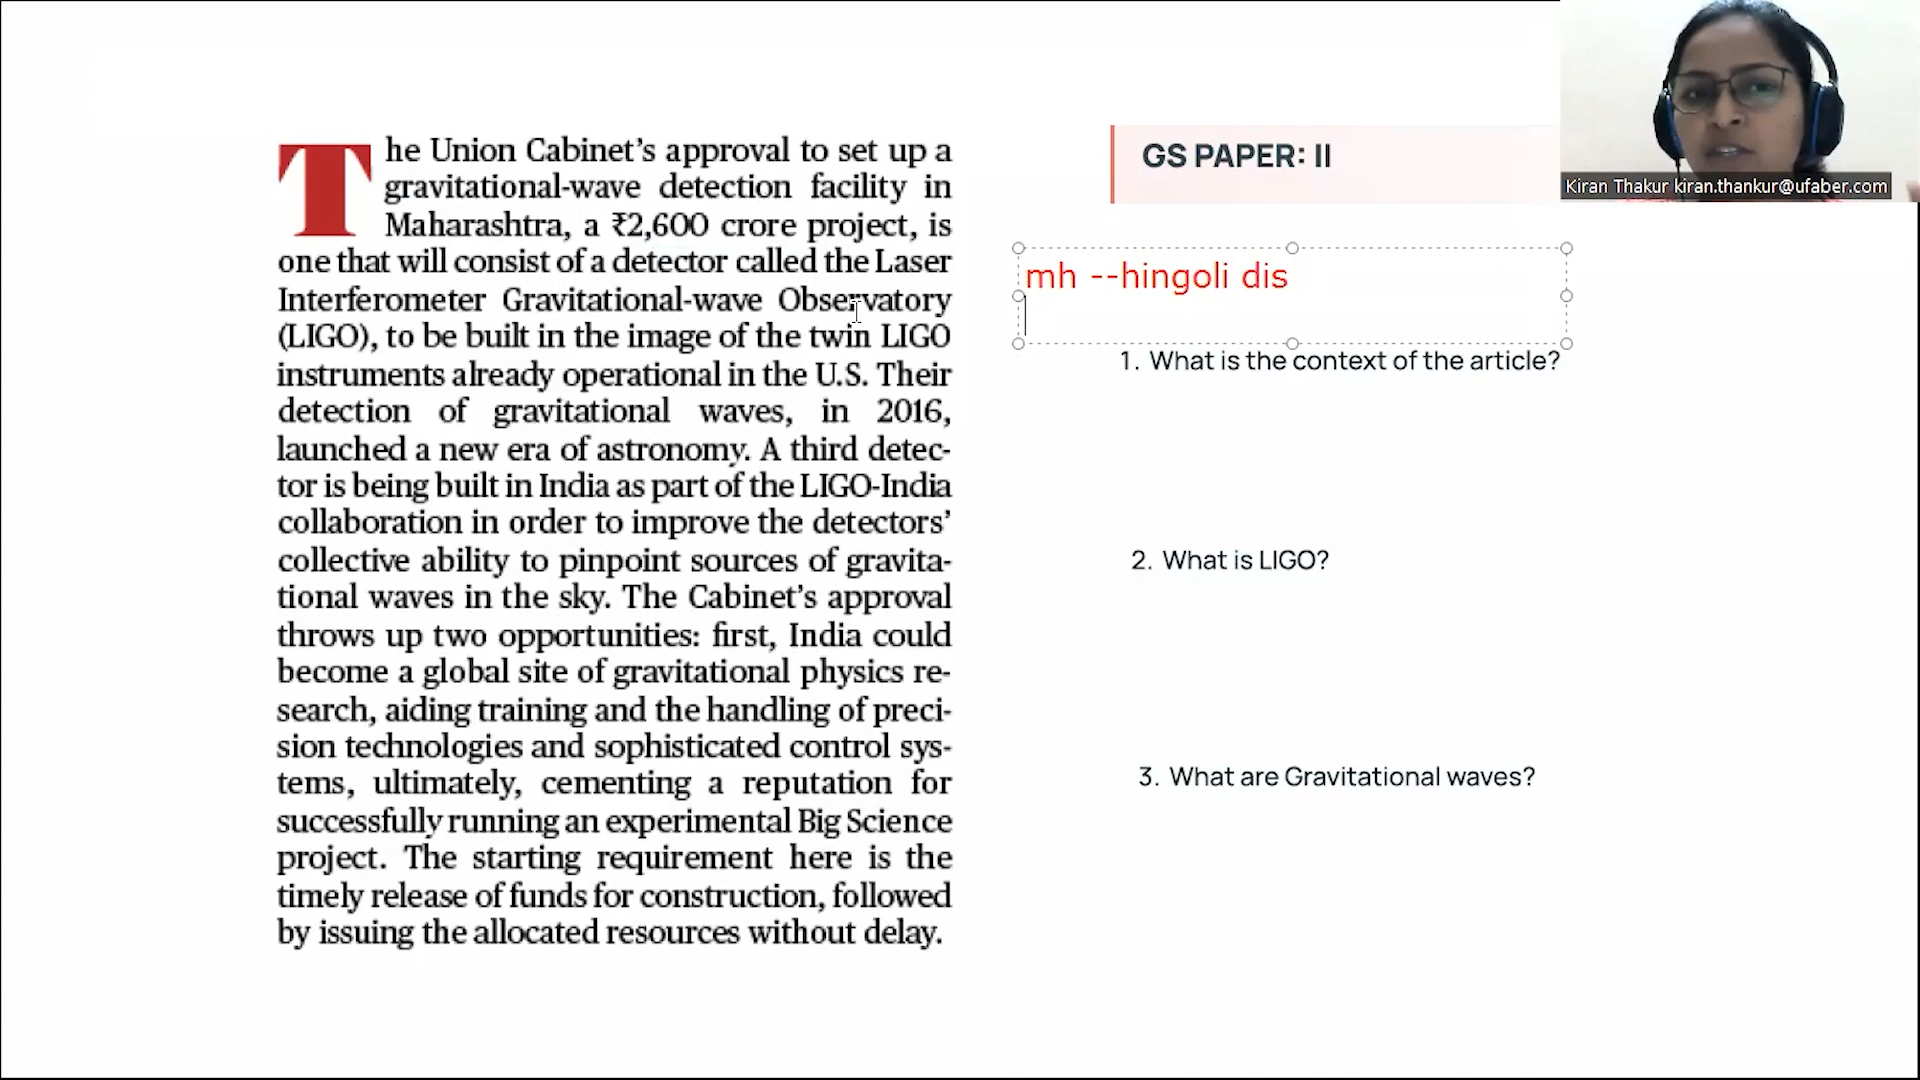 The Union Cabinet's approval to set up a
gravitational-wave detection facility in
Maharashtra, a ₹2,600 crore project, is
one that will consist of a detector called the Laser
Interferometer Gravitational-wave Observatory
(LIGO), to be built in the image of the twin LIGO
instruments already operational in the U.S. Their
detection of gravitational waves, in 2016,
launched a new era of astronomy. A third detec-
tor is being built in India as part of the LIGO-India
collaboration in order to improve the detectors'
collective ability to pinpoint sources of gravita-
tional waves in the sky. The Cabinet's approval
throws up two opportunities: first, India could
become a global site of gravitational physics re-
search, aiding training and the handling of preci-
sion technologies and sophisticated control sys-
tems, ultimately, cementing a reputation for
successfully running an experimental Big Science
project. The starting requirement here is the
timely release of funds for construction, followed
by issuing the allocated resources without delay.
GS PAPER: II
Kiran Thakur kiran.thankur@ufaber.com
mh --hingoli dis
1. What is the context of the article?
2. What is LIGO?
3. What are Gravitational waves?